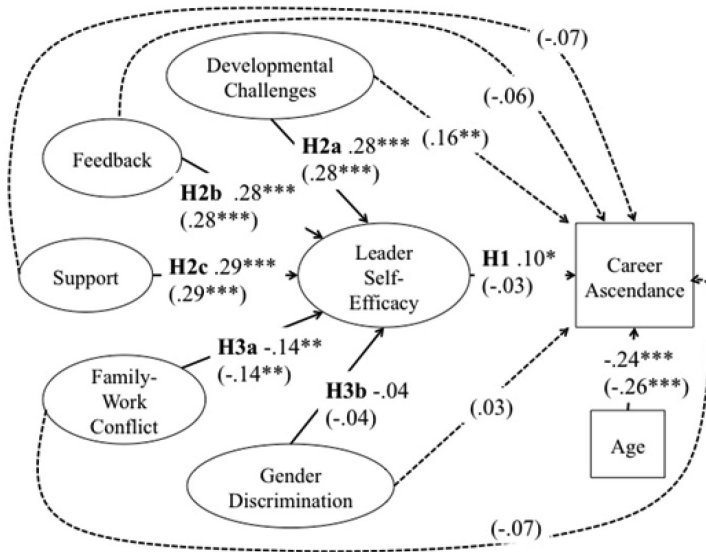 (-.07)
Developmental
Challenges
(-.06)
H2a .28***
(.28***)
(.16**)
Feedback
H2b .28***
(.28***)
Support
H2c .29***
(.29***)
Leader
Self-
Efficacy
H1 .10*
(-.03)
Career
Ascendance
H3a -.14**
(-.14**)
Family-
Work
Conflict
H3b -.04
(-.04)
(.03)
-.24***
(-.26***)
Age
Gender
Discrimination
(-.07)